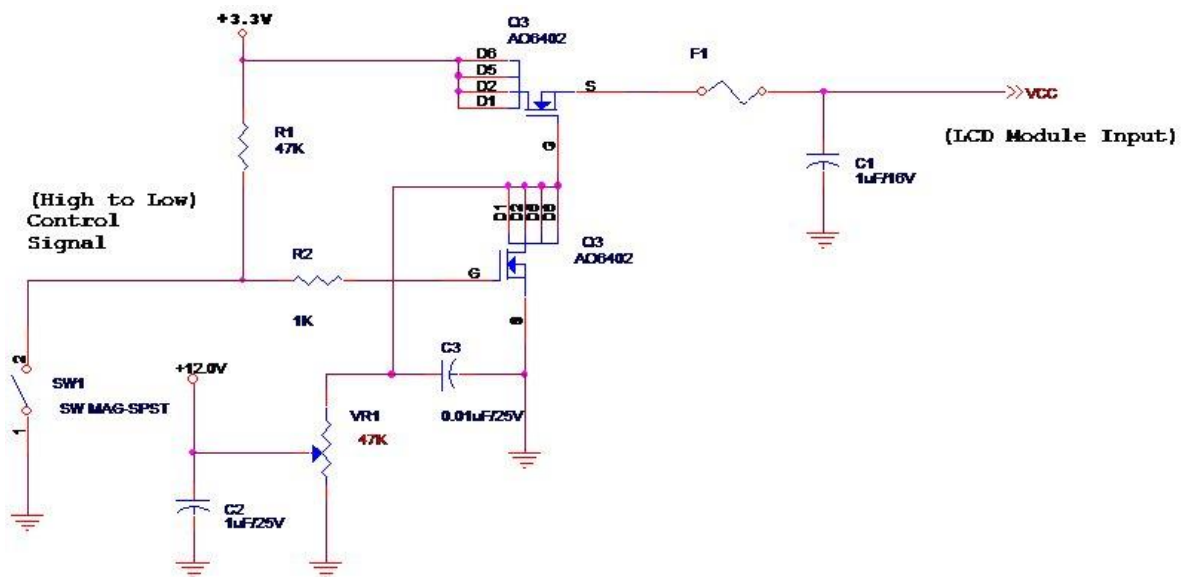 +3.3V
Q3
AO6402
D6
D5
D2
D1
S
G
F1
VCC
(LCD Module Input)
R1
47K
C1
1uF/16V
(High to Low)
Control
Signal
D1
D2
R2
1K
G
Q3
AO6402
S
2
SW1
SW MAG-SPST
1
+12.0V
C3
0.01uF/25V
VR1
47K
C2
1uF/25V